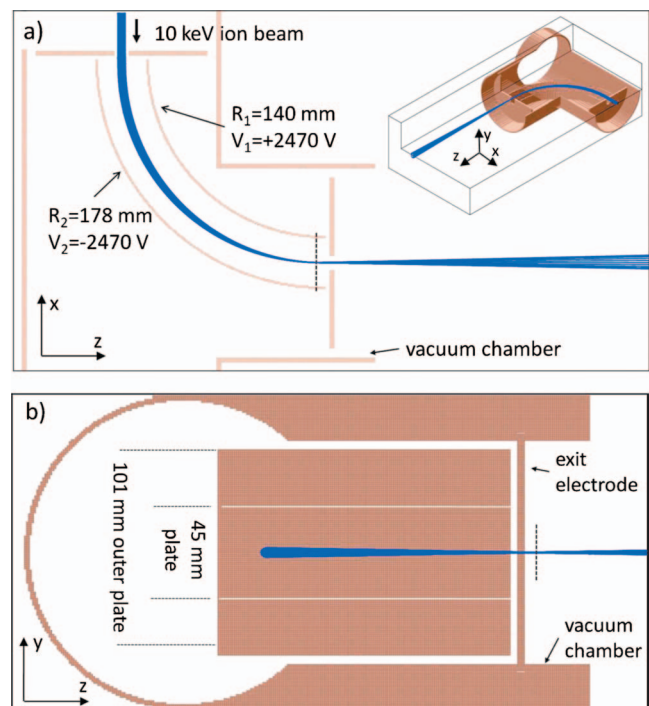 a)
10 keV ion beam
R₁=140 mm
V₁=+2470 V
R₂=178 mm
V₂=-2470 V
y
z
x
x
z
vacuum chamber
b)
exit
electrode
101 mm outer plate
45 mm
plate
vacuum
chamber
y
z